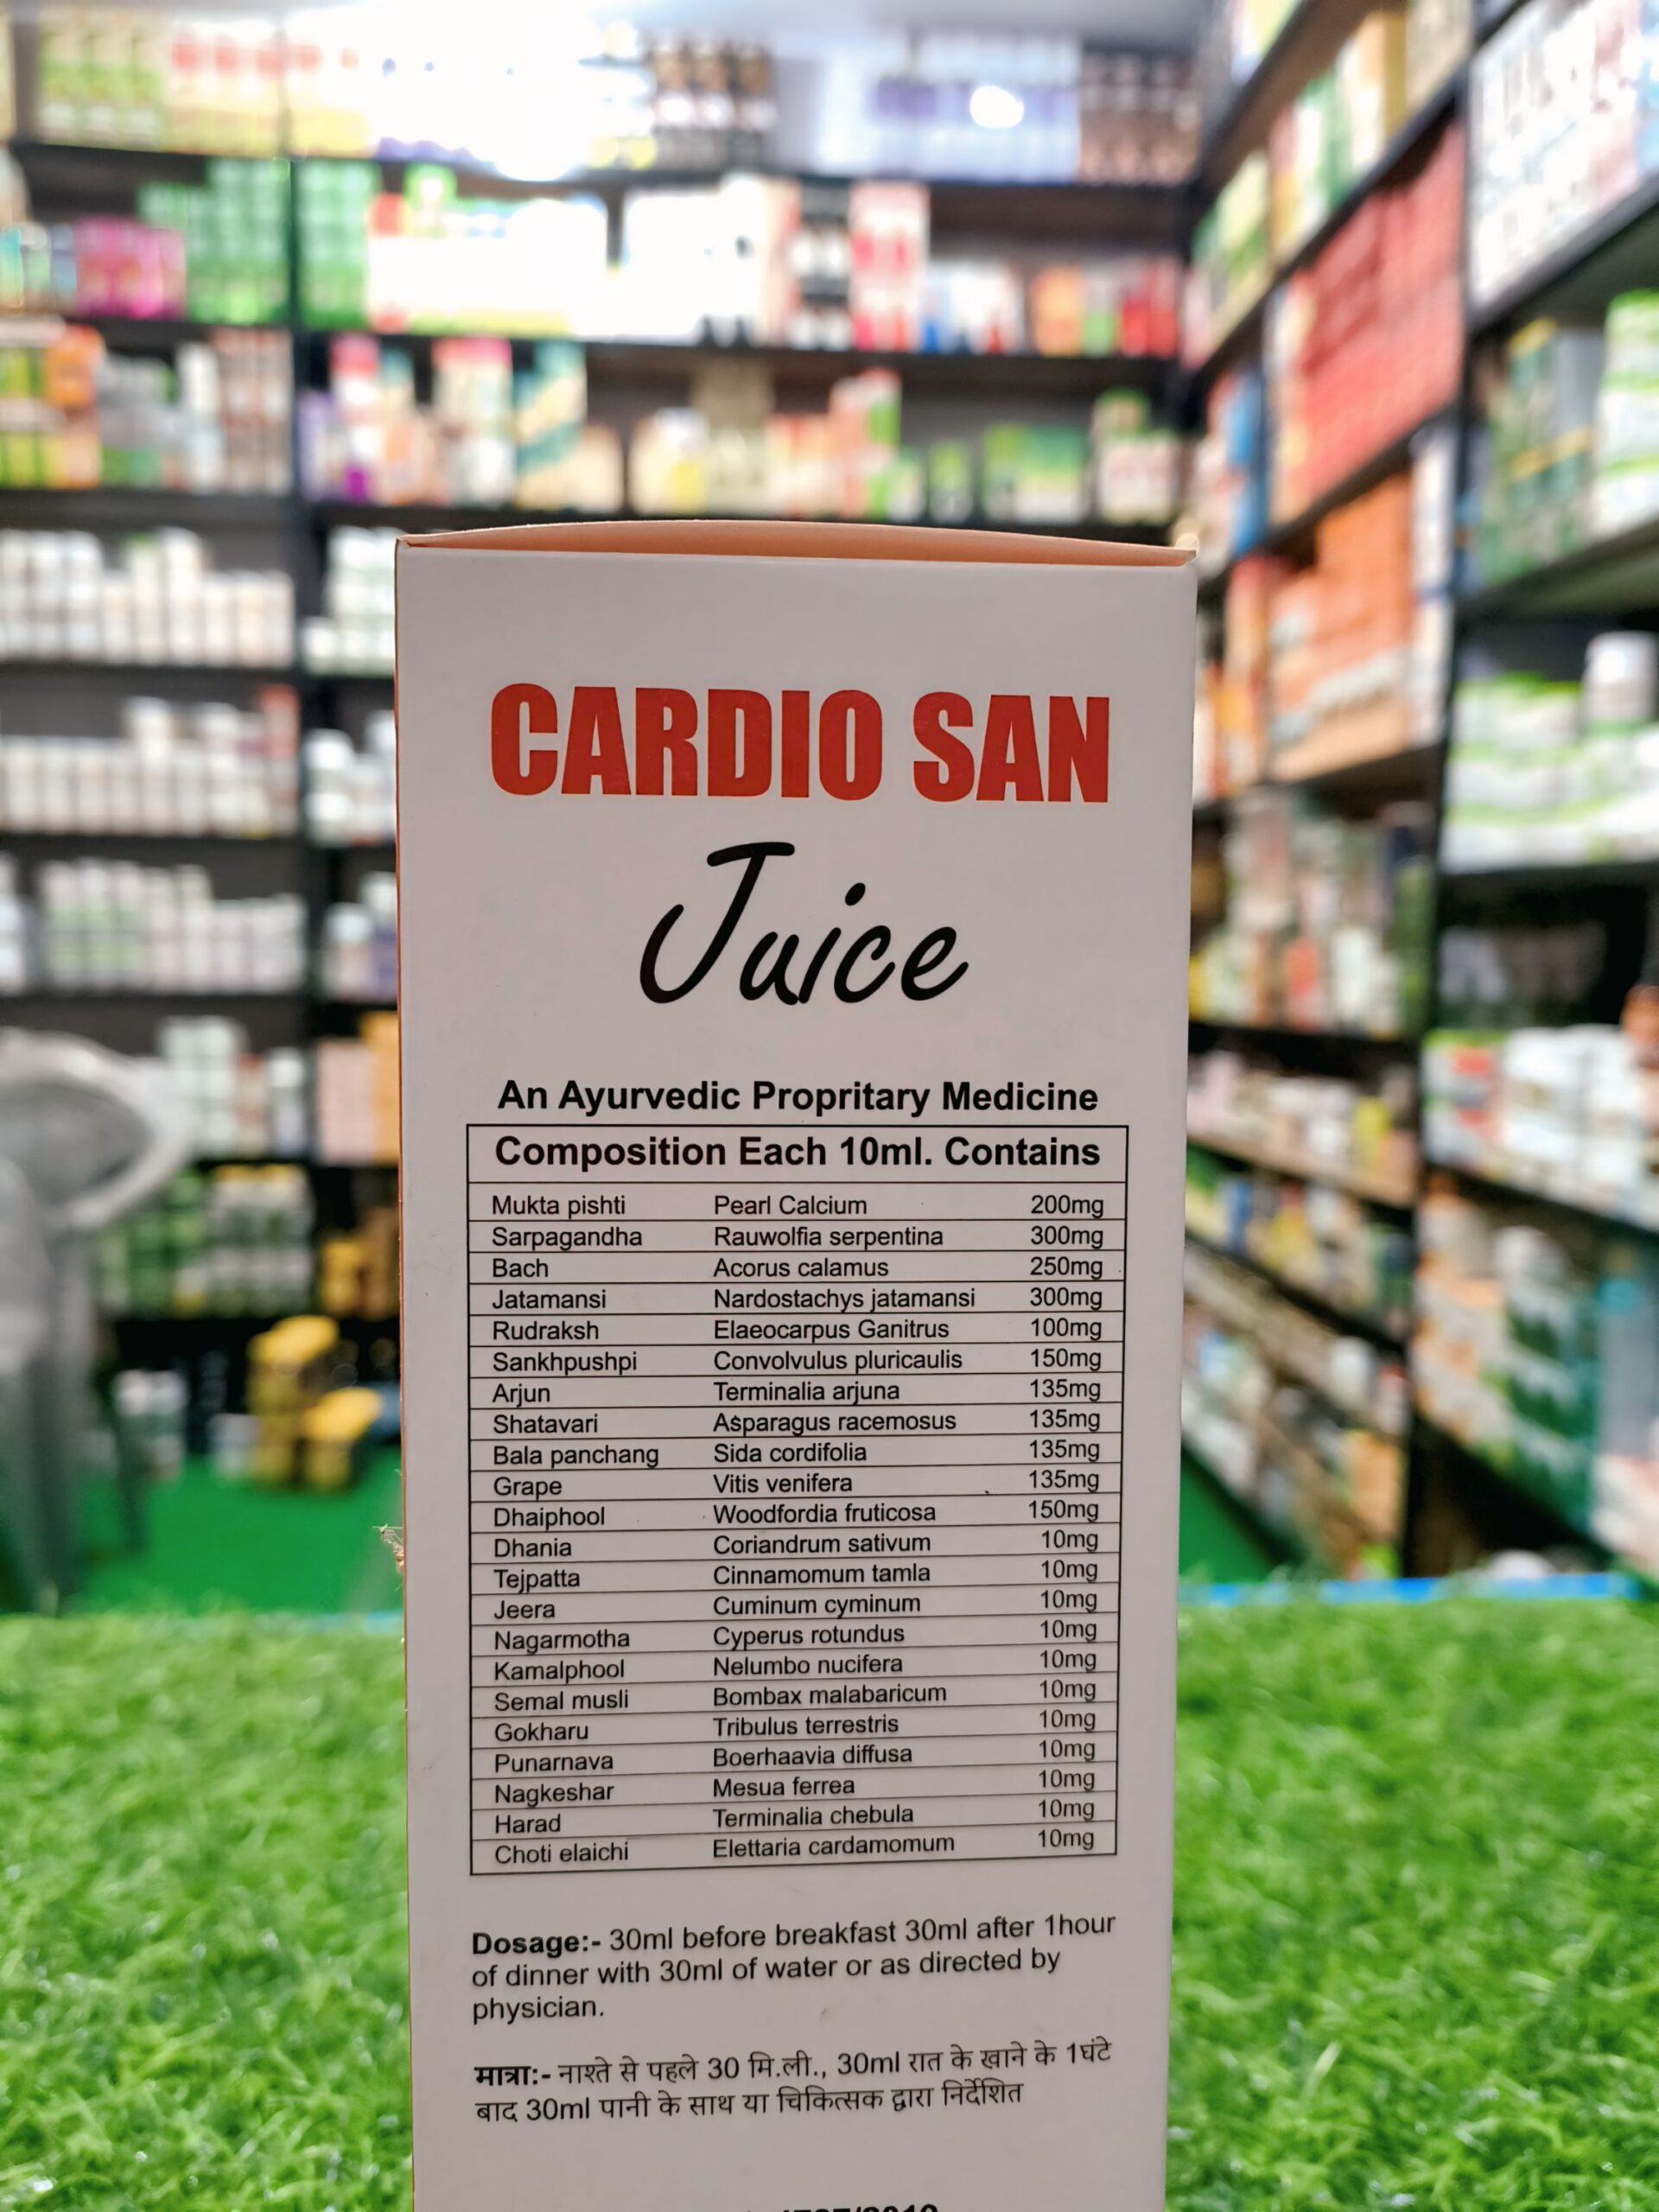 CARDIO SAN
Juice
An Ayurvedic Propritary Medicine
Composition Each 10ml. Contains
Mukta pishti Pearl Calcium 200mg
Sarpagandha Rauwolfia serpentina 300mg
Bach Acorus calamus 250mg
Jatamansi Nardostachys jatamansi 300mg
Rudraksh Elaeocarpus Ganitrus 100mg
Sankhpushpi Convolvulus pluricaulis 150mg
Arjun Terminalia arjuna 135mg
Shatavari Asparagus racemosus 135mg
Bala panchang Sida cordifolia 135mg
Grape Vitis venifera 135mg
Dhaiphool Woodfordia fruticosa 150mg
Dhania Coriandrum sativum 10mg
Tejpatta Cinnamomum tamla 10mg
Jeera Cuminum cyminum 10mg
Nagarmotha Cyperus rotundus 10mg
Kamalphool Nelumbo nucifera 10mg
Semal musli Bombax malabaricum 10mg
Gokharu Tribulus terrestris 10mg
Punarnava Boerhaavia diffusa 10mg
Nagkeshar Mesua ferrea 10mg
Harad Terminalia chebula 10mg
Choti elaichi Elettaria cardamomum 10mg
Dosage:- 30ml before breakfast 30ml after 1hour
of dinner with 30ml of water or as directed by
physician.
मात्रा:- नाश्ते से पहले 30 मि.ली., 30ml रात के खाने के 1घंटे
बाद 30ml पानी के साथ या चिकित्सक द्वारा निर्देशित